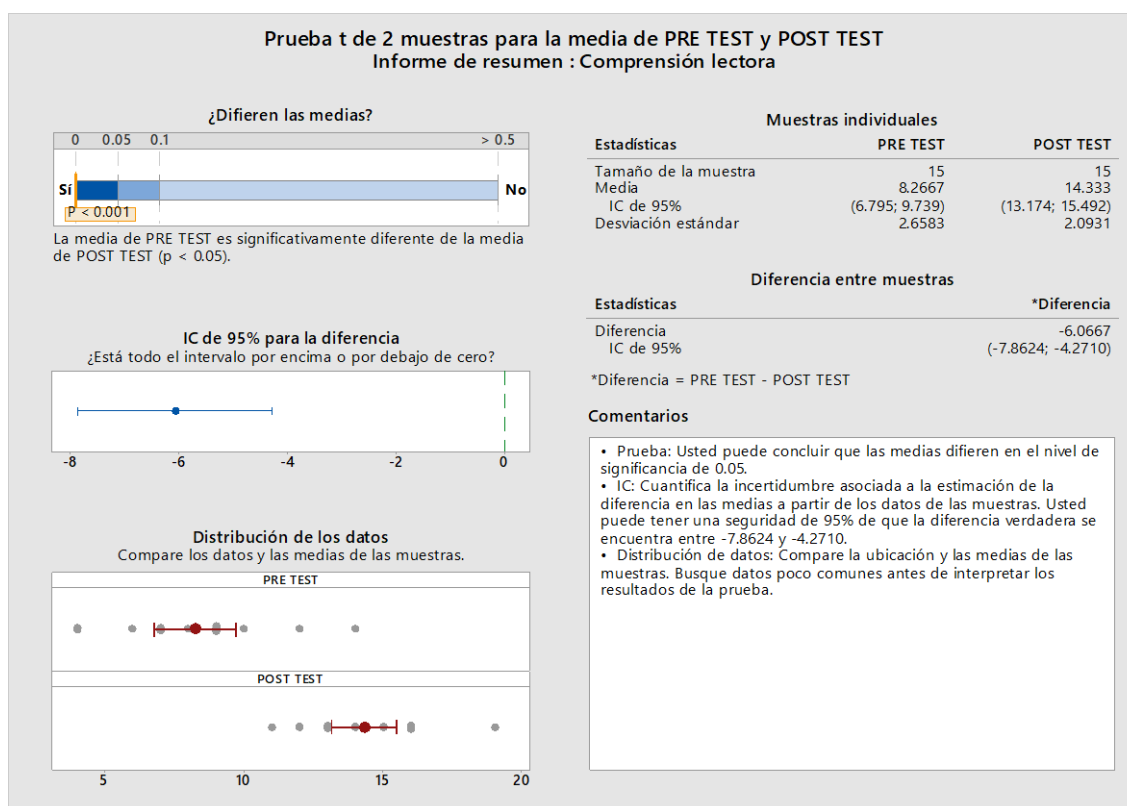 Prueba t de 2 muestras para la media de PRE TEST y POST TEST
Informe de resumen : Comprensión lectora
¿Difieren las medias?
0 0.05 0.1 > 0.5
Sí No
P < 0.001
La media de PRE TEST es significativamente diferente de la media
de POST TEST (p < 0.05).
IC de 95% para la diferencia
¿Está todo el intervalo por encima o por debajo de cero?
-8 -6 -4 -2 0
Distribución de los datos
Compare los datos y las medias de las muestras.
PRE TEST
POST TEST
5 10 15 20
Muestras individuales
Estadísticas PRE TEST POST TEST
Tamaño de la muestra 15 15
Media 8.2667 14.333
IC de 95% (6.795; 9.739) (13.174; 15.492)
Desviación estándar 2.6583 2.0931
Diferencia entre muestras
Estadísticas *Diferencia
Diferencia -6.0667
IC de 95% (-7.8624; -4.2710)
*Diferencia = PRE TEST - POST TEST
Comentarios
• Prueba: Usted puede concluir que las medias difieren en el nivel de
significancia de 0.05.
• IC: Cuantifica la incertidumbre asociada a la estimación de la
diferencia en las medias a partir de los datos de las muestras. Usted
puede tener una seguridad de 95% de que la diferencia verdadera se
encuentra entre -7.8624 y -4.2710.
• Distribución de datos: Compare la ubicación y las medias de las
muestras. Busque datos poco comunes antes de interpretar los
resultados de la prueba.